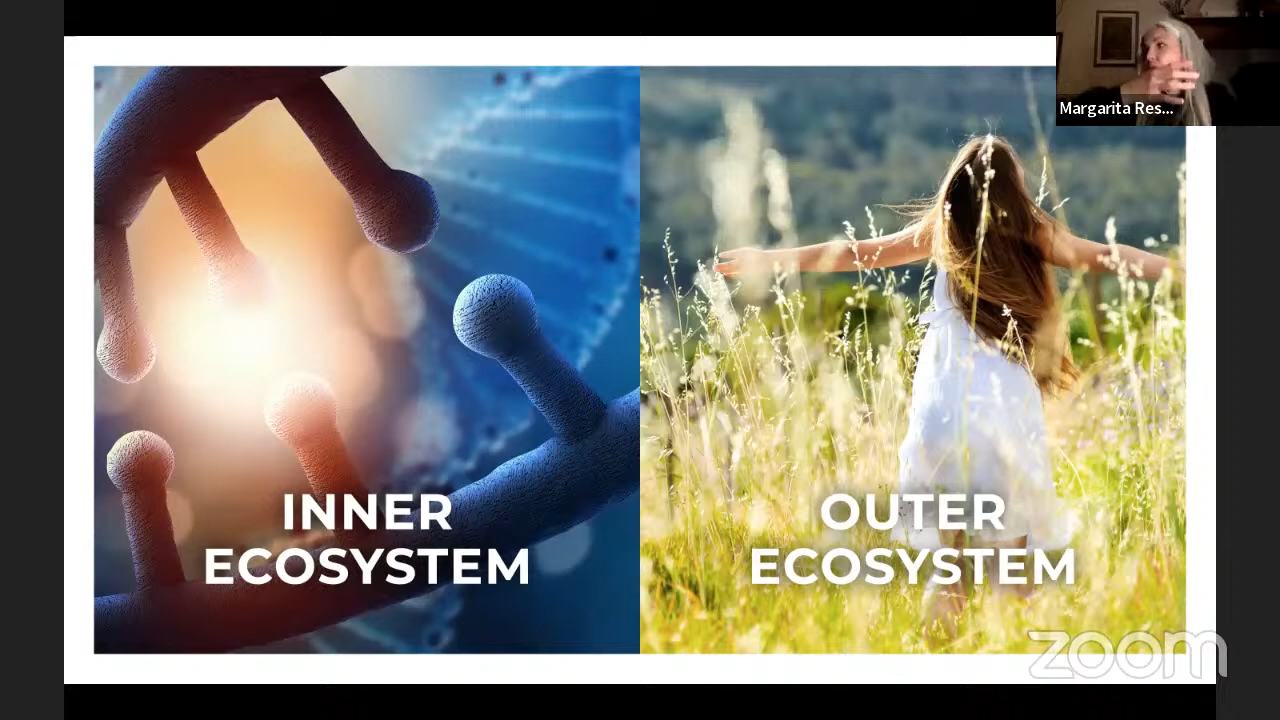 Margarita Res...
INNER
ECOSYSTEM
OUTER
ECOSYSTEM
zoom